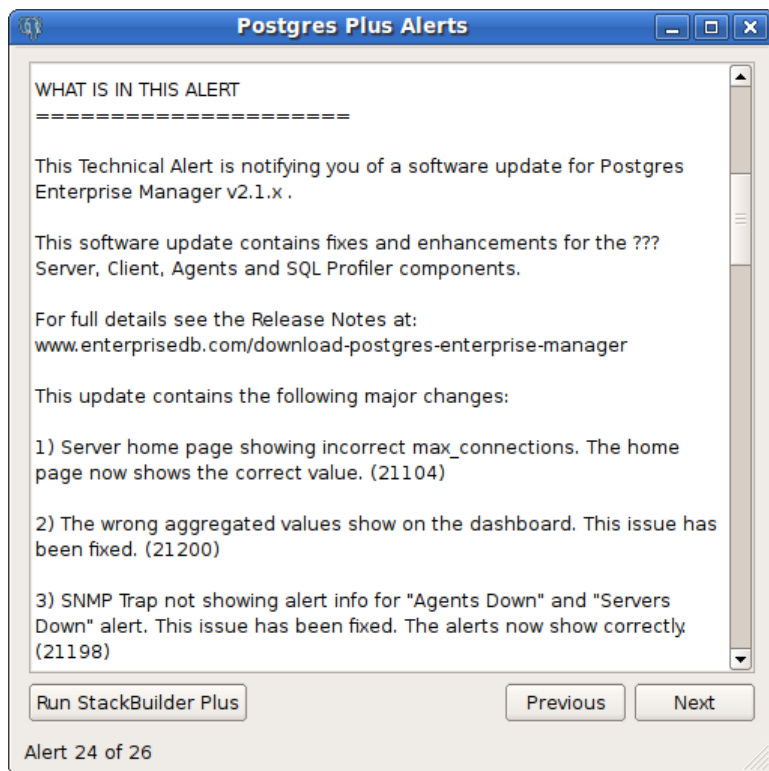 Postgres Plus Alerts
WHAT IS IN THIS ALERT
=====================
This Technical Alert is notifying you of a software update for Postgres
Enterprise Manager v2.1.x .
This software update contains fixes and enhancements for the ???
Server, Client, Agents and SQL Profiler components.
For full details see the Release Notes at:
www.enterprisedb.com/download-postgres-enterprise-manager
This update contains the following major changes:
1) Server home page showing incorrect max_connections. The home
page now shows the correct value. (21104)
2) The wrong aggregated values show on the dashboard. This issue has
been fixed. (21200)
3) SNMP Trap not showing alert info for "Agents Down" and "Servers
Down" alert. This issue has been fixed. The alerts now show correctly.
(21198)
Run StackBuilder Plus
Previous
Next
Alert 24 of 26